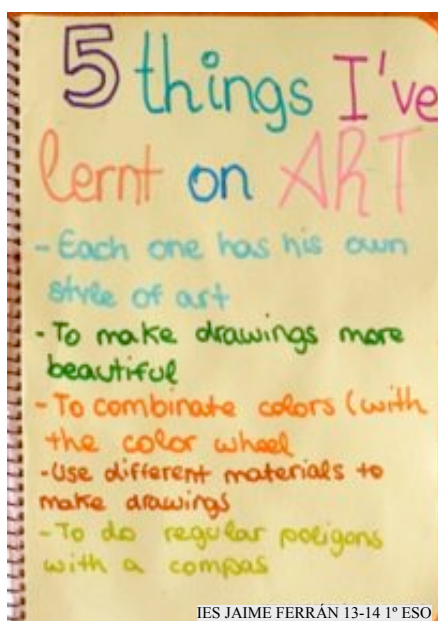 5 things I've
lernt on ART
- Each one has his own
style of art
- To make drawings more
beautiful
- To combinate colors (with
the color wheel
- Use different materials to
make drawings
- To do regular poligons
with a compas
IES JAIME FERRÁN 13-14 1º ESO